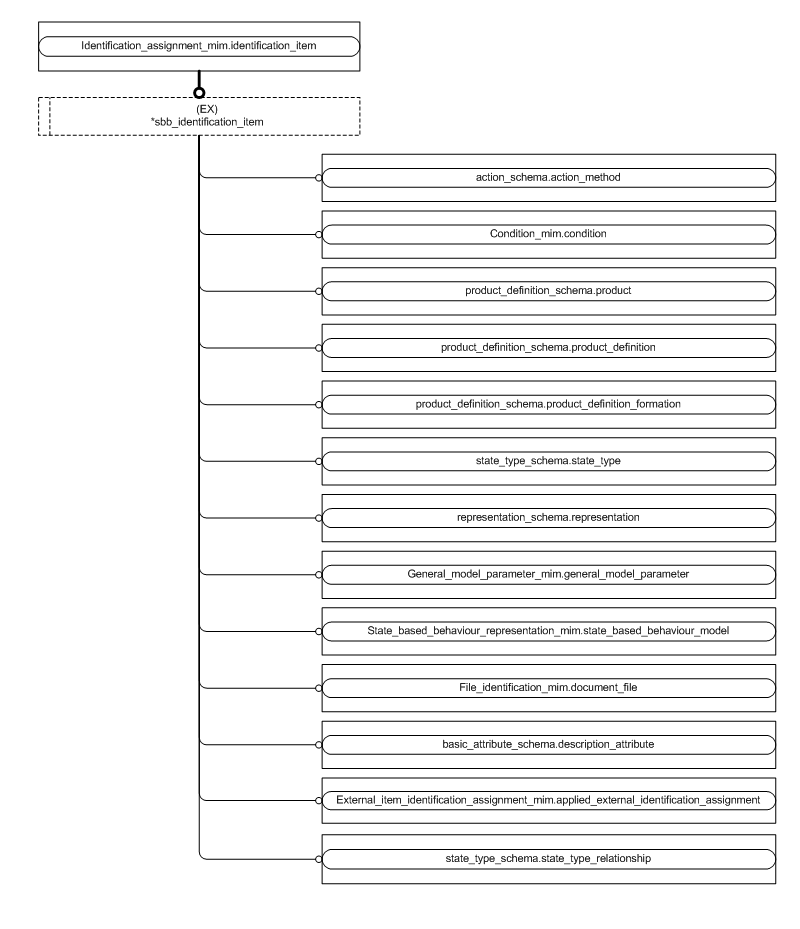 Identification_assignment_mim.identification_item
(EX)
*sbb_identification_item
action_schema.action_method
Condition_mim.condition
product_definition_schema.product
product_definition_schema.product_definition
product_definition_schema.product_definition_formation
state_type_schema.state_type
representation_schema.representation
General_model_parameter_mim.general_model_parameter
State_based_behaviour_representation_mim.state_based_behaviour_model
File_identification_mim.document_file
basic_attribute_schema.description_attribute
External_item_identification_assignment_mim.applied_external_identification_assignment
state_type_schema.state_type_relationship